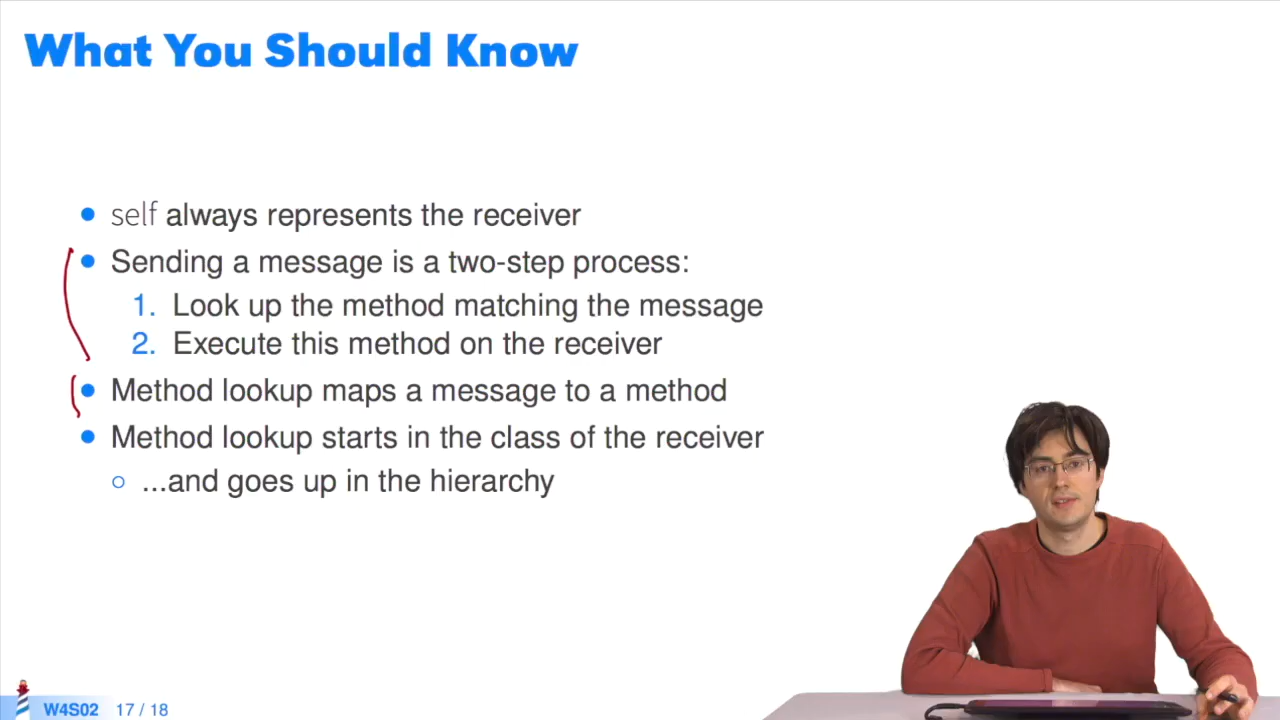 What You Should Know
● self always represents the receiver
● Sending a message is a two-step process:
1. Look up the method matching the message
2. Execute this method on the receiver
● Method lookup maps a message to a method
● Method lookup starts in the class of the receiver
○ ...and goes up in the hierarchy
W4S02 17 / 18